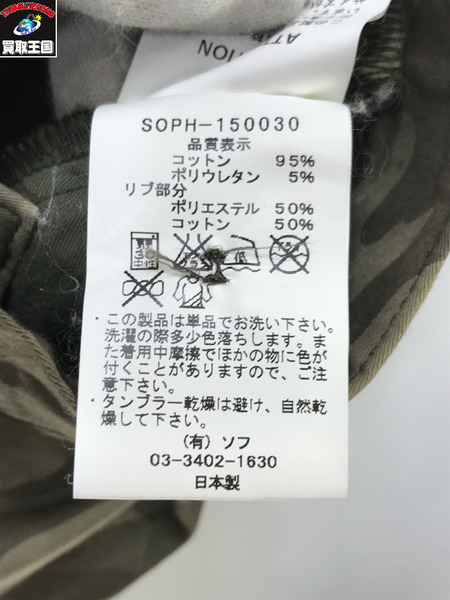 買取王国
CTION
SOPH-150030
品質表示
コットン 95%
ポリウレタン 5%
リブ部分
ポリエステル 50%
コットン 50%
中性
低
・この製品は単品でお洗い下さい。
洗濯の際多少色落ちします。ま
た着用中摩擦でほかの物に色が
付くことがありますので、ご注
意下さい。
・タンブラー乾燥は避け、自然乾
燥して下さい。
(有) ソフ
03-3402-1630
日本製